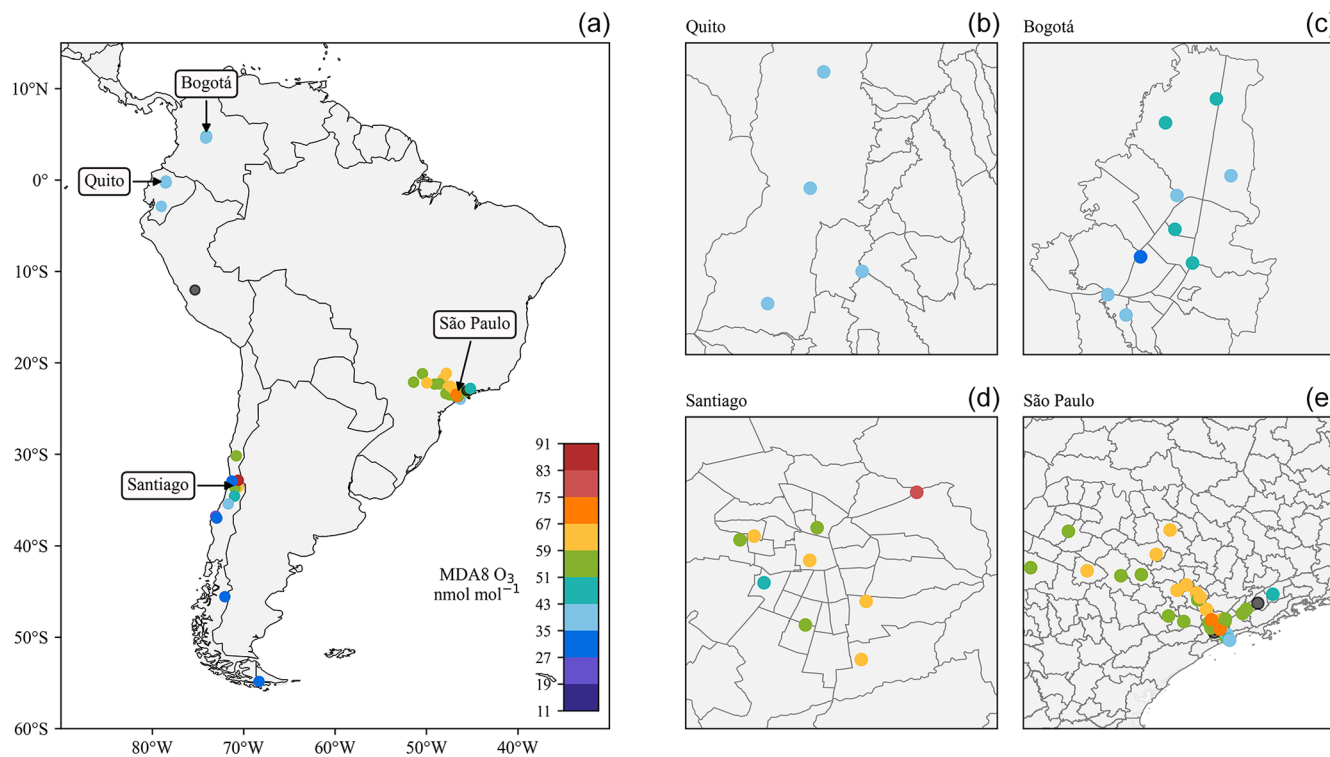 (a)
(b)
(c)
Quito
Bogotá
10°N
0°
10°S
20°S
30°S
40°S
50°S
60°S
80°W
70°W
60°W
50°W
40°W
Bogotá
Quito
São Paulo
Santiago
MDA8 O₃
nmol mol⁻¹
91
83
75
67
59
51
43
35
27
19
11
Santiago
(d)
São Paulo
(e